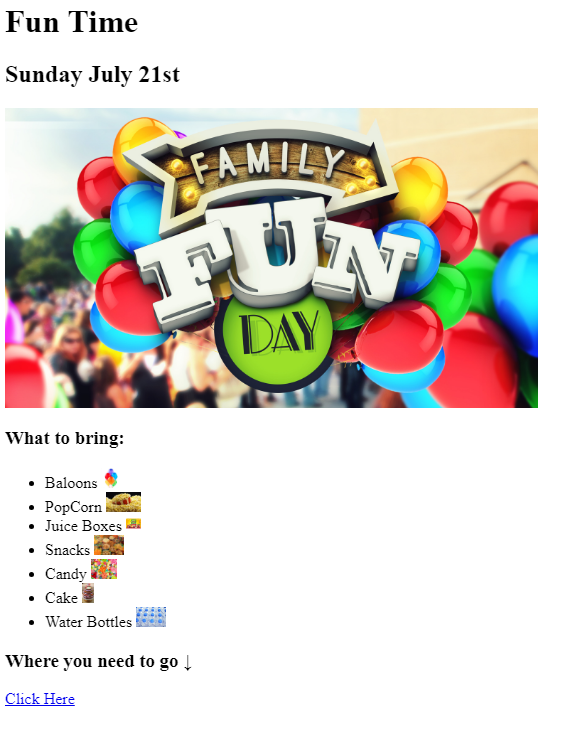 Fun Time
Sunday July 21st
FAMILY
FUN
DAY
What to bring:
Baloons
PopCorn
Juice Boxes
Snacks
Candy
Cake
Water Bottles
Where you need to go ↓
Click Here